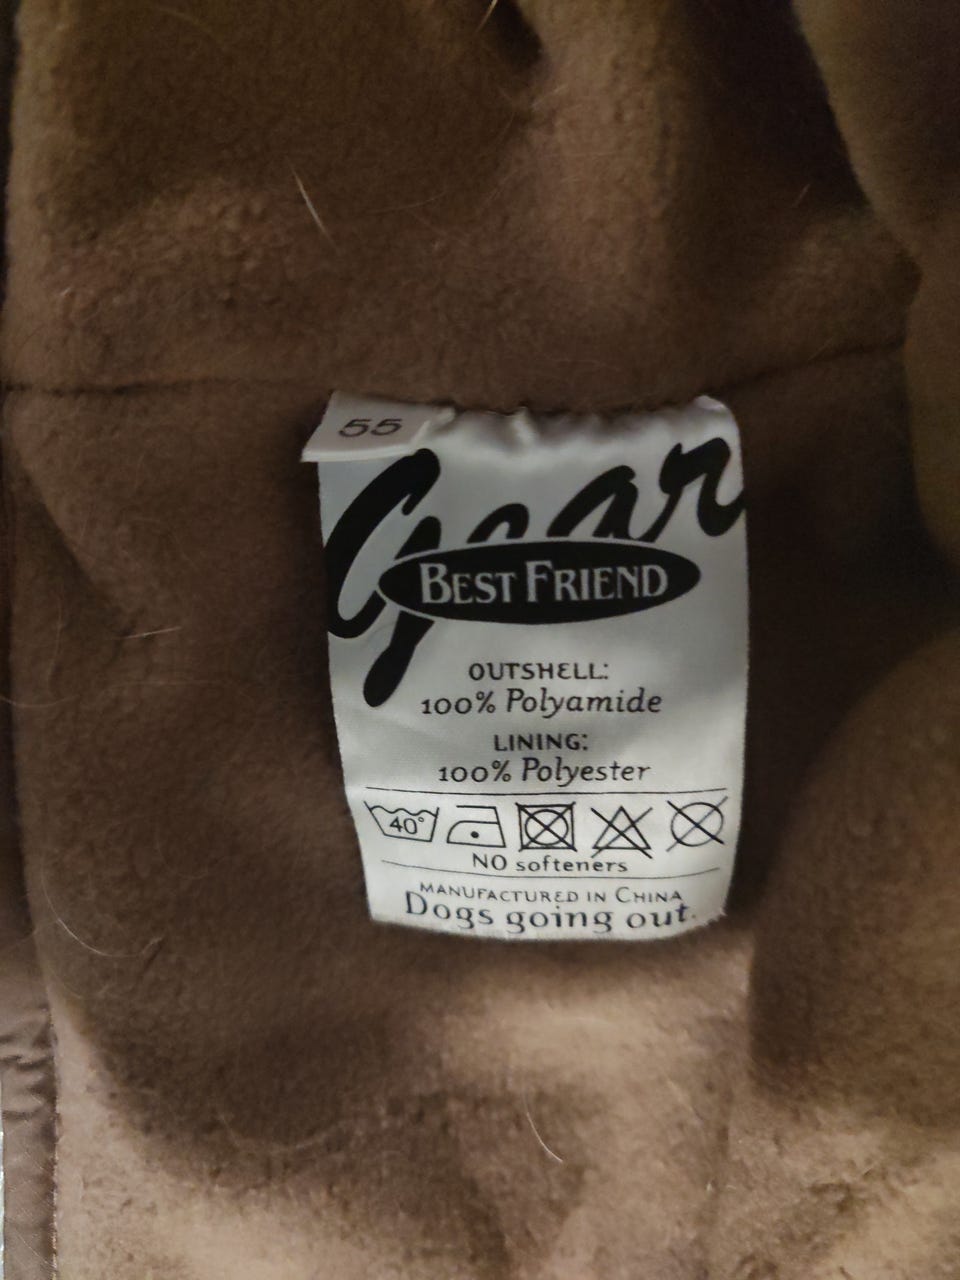 55
Gear
BEST FRIEND
OUTSHELL:
100% Polyamide
LINING:
100% Polyester
40°
NO softeners
MANUFACTURED IN CHINA
Dogs going out.